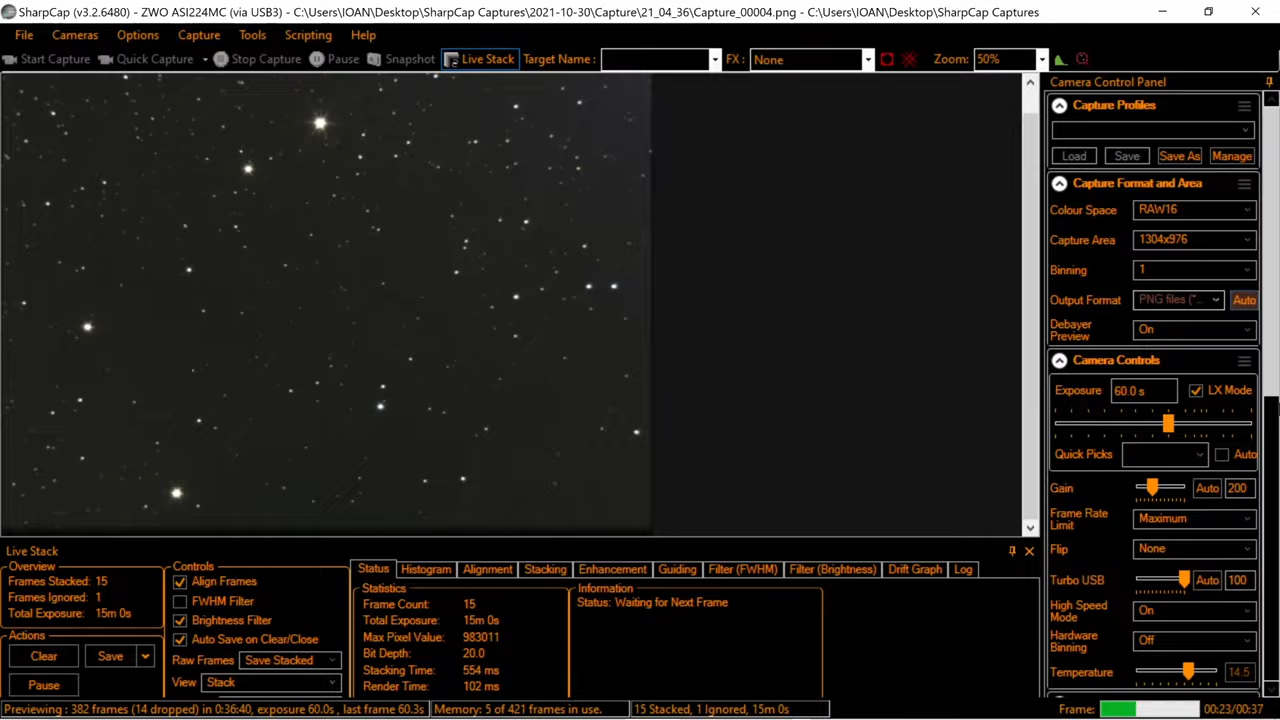 SharpCap (v3.2.6480) - ZWO ASI224MC (via USB3) - C:\Users\IOAN\Desktop\SharpCap Captures\2021-10-30\Capture\21_04_36\Capture_00004.png - C:\Users\IOAN\Desktop\SharpCap Captures
File Cameras Options Capture Tools Scripting Help
Start Capture Quick Capture Stop Capture Pause Snapshot Live Stack Target Name : FX : None Zoom: 50%
Camera Control Panel
Capture Profiles
Load Save Save As Manage
Capture Format and Area
Colour Space RAW16
Capture Area 1304x976
Binning 1
Output Format PNG files (*... Auto
Debayer Preview On
Camera Controls
Exposure 60.0 s LX Mode
Quick Picks Auto
Gain Auto 200
Frame Rate Limit Maximum
Flip None
Turbo USB Auto 100
High Speed Mode On
Hardware Binning Off
Temperature 14.5
Live Stack
Overview
Frames Stacked: 15
Frames Ignored: 1
Total Exposure: 15m 0s
Actions
Clear Save
Pause
Controls
Align Frames
FWHM Filter
Brightness Filter
Auto Save on Clear/Close
Raw Frames Save Stacked
View Stack
Status Histogram Alignment Stacking Enhancement Guiding Filter (FWHM) Filter (Brightness) Drift Graph Log
Statistics
Frame Count: 15
Total Exposure: 15m 0s
Max Pixel Value: 983011
Bit Depth: 20.0
Stacking Time: 554 ms
Render Time: 102 ms
Information
Status: Waiting for Next Frame
Previewing : 382 frames (14 dropped) in 0:36:40, exposure 60.0s , last frame 60.3s Memory: 5 of 421 frames in use. 15 Stacked, 1 Ignored, 15m 0s Frame: 00:23/00:37